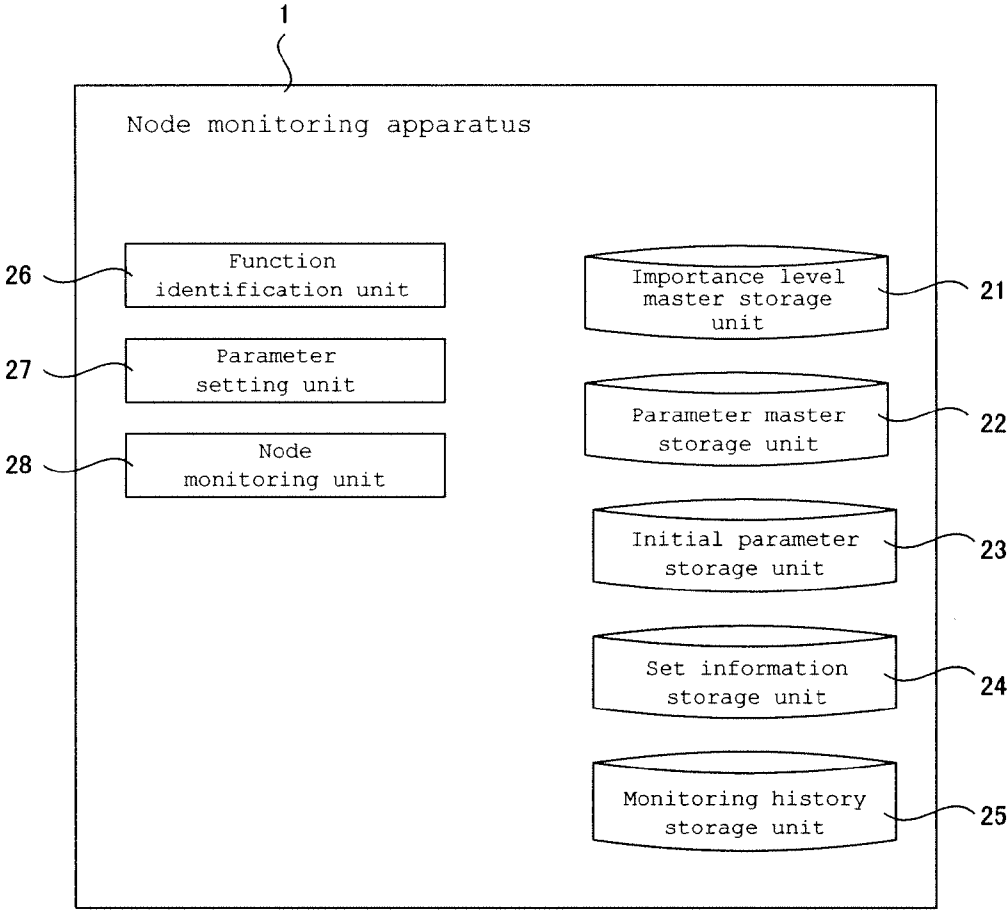 1
Node monitoring apparatus
26
Function
identification unit
27
Parameter
setting unit
28
Node
monitoring unit
Importance level
master storage
unit
21
Parameter master
storage unit
22
Initial parameter
storage unit
23
Set information
storage unit
24
Monitoring history
storage unit
25